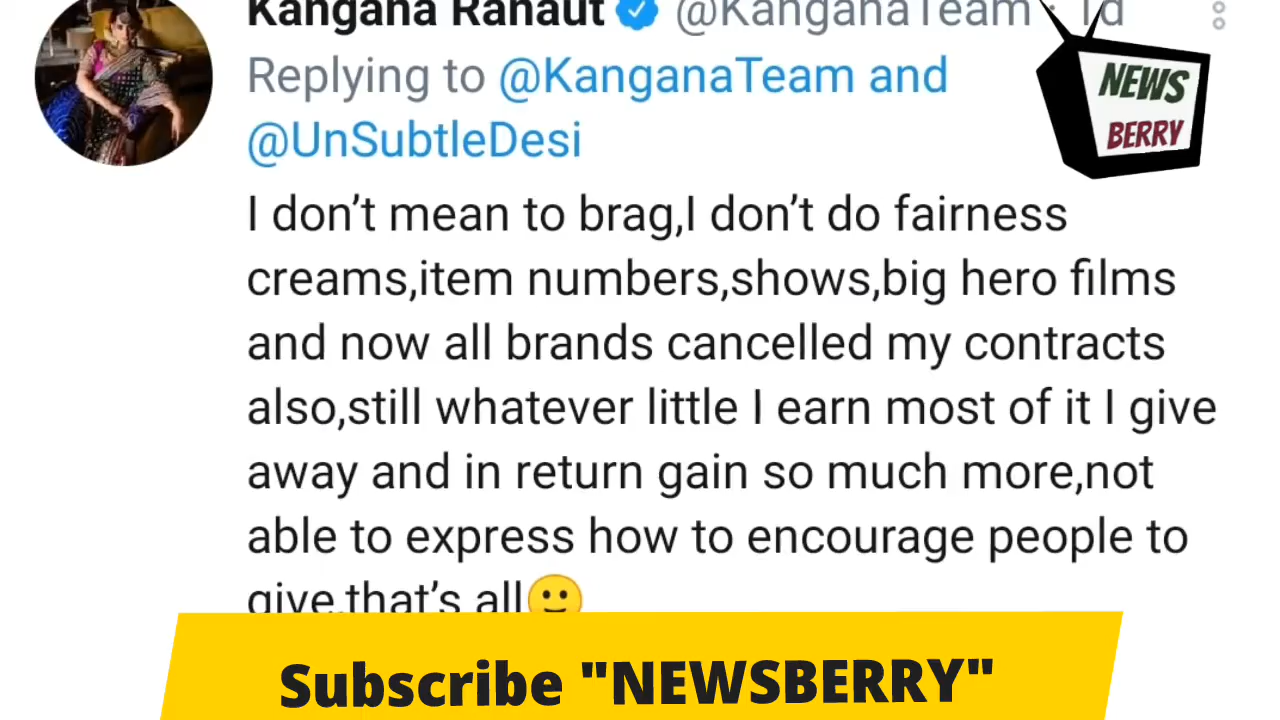 Kangana Ranaut @KanganaTeam · 1d
Replying to @KanganaTeam and
@UnSubtleDesi
NEWS
BERRY
I don’t mean to brag,I don’t do fairness
creams,item numbers,shows,big hero films
and now all brands cancelled my contracts
also,still whatever little I earn most of it I give
away and in return gain so much more,not
able to express how to encourage people to
give,that’s all🙂
Subscribe "NEWSBERRY"